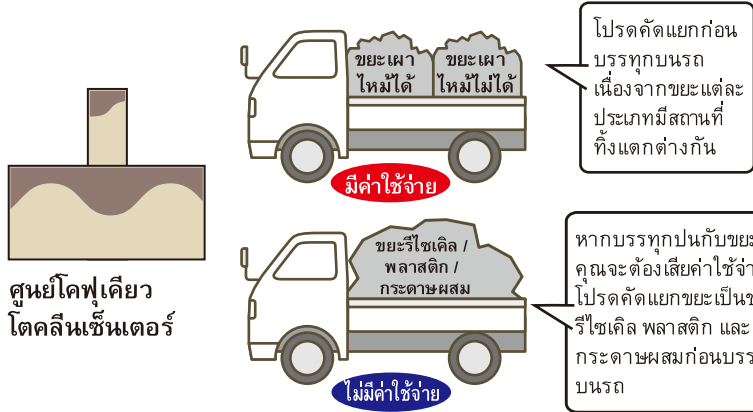 ขยะเผา
ไหม้ได้
ขยะเผา
ไหม้ไม่ได้
มีค่าใช้จ่าย
โปรดคัดแยกก่อน
บรรทุกบนรถ
เนื่องจากขยะแต่ละ
ประเภทมีสถานที่
ทิ้งแตกต่างกัน
ศูนย์โคฟุเคียว
โตคลีนเซ็นเตอร์
ขยะรีไซเคิล /
พลาสติก /
กระดาษผสม
ไม่มีค่าใช้จ่าย
หากบรรทุกปนกับขยะ
คุณจะต้องเสียค่าใช้จ่
โปรดคัดแยกขยะเป็น
รีไซเคิล พลาสติก และ
กระดาษผสมก่อนบรร
บนรถ